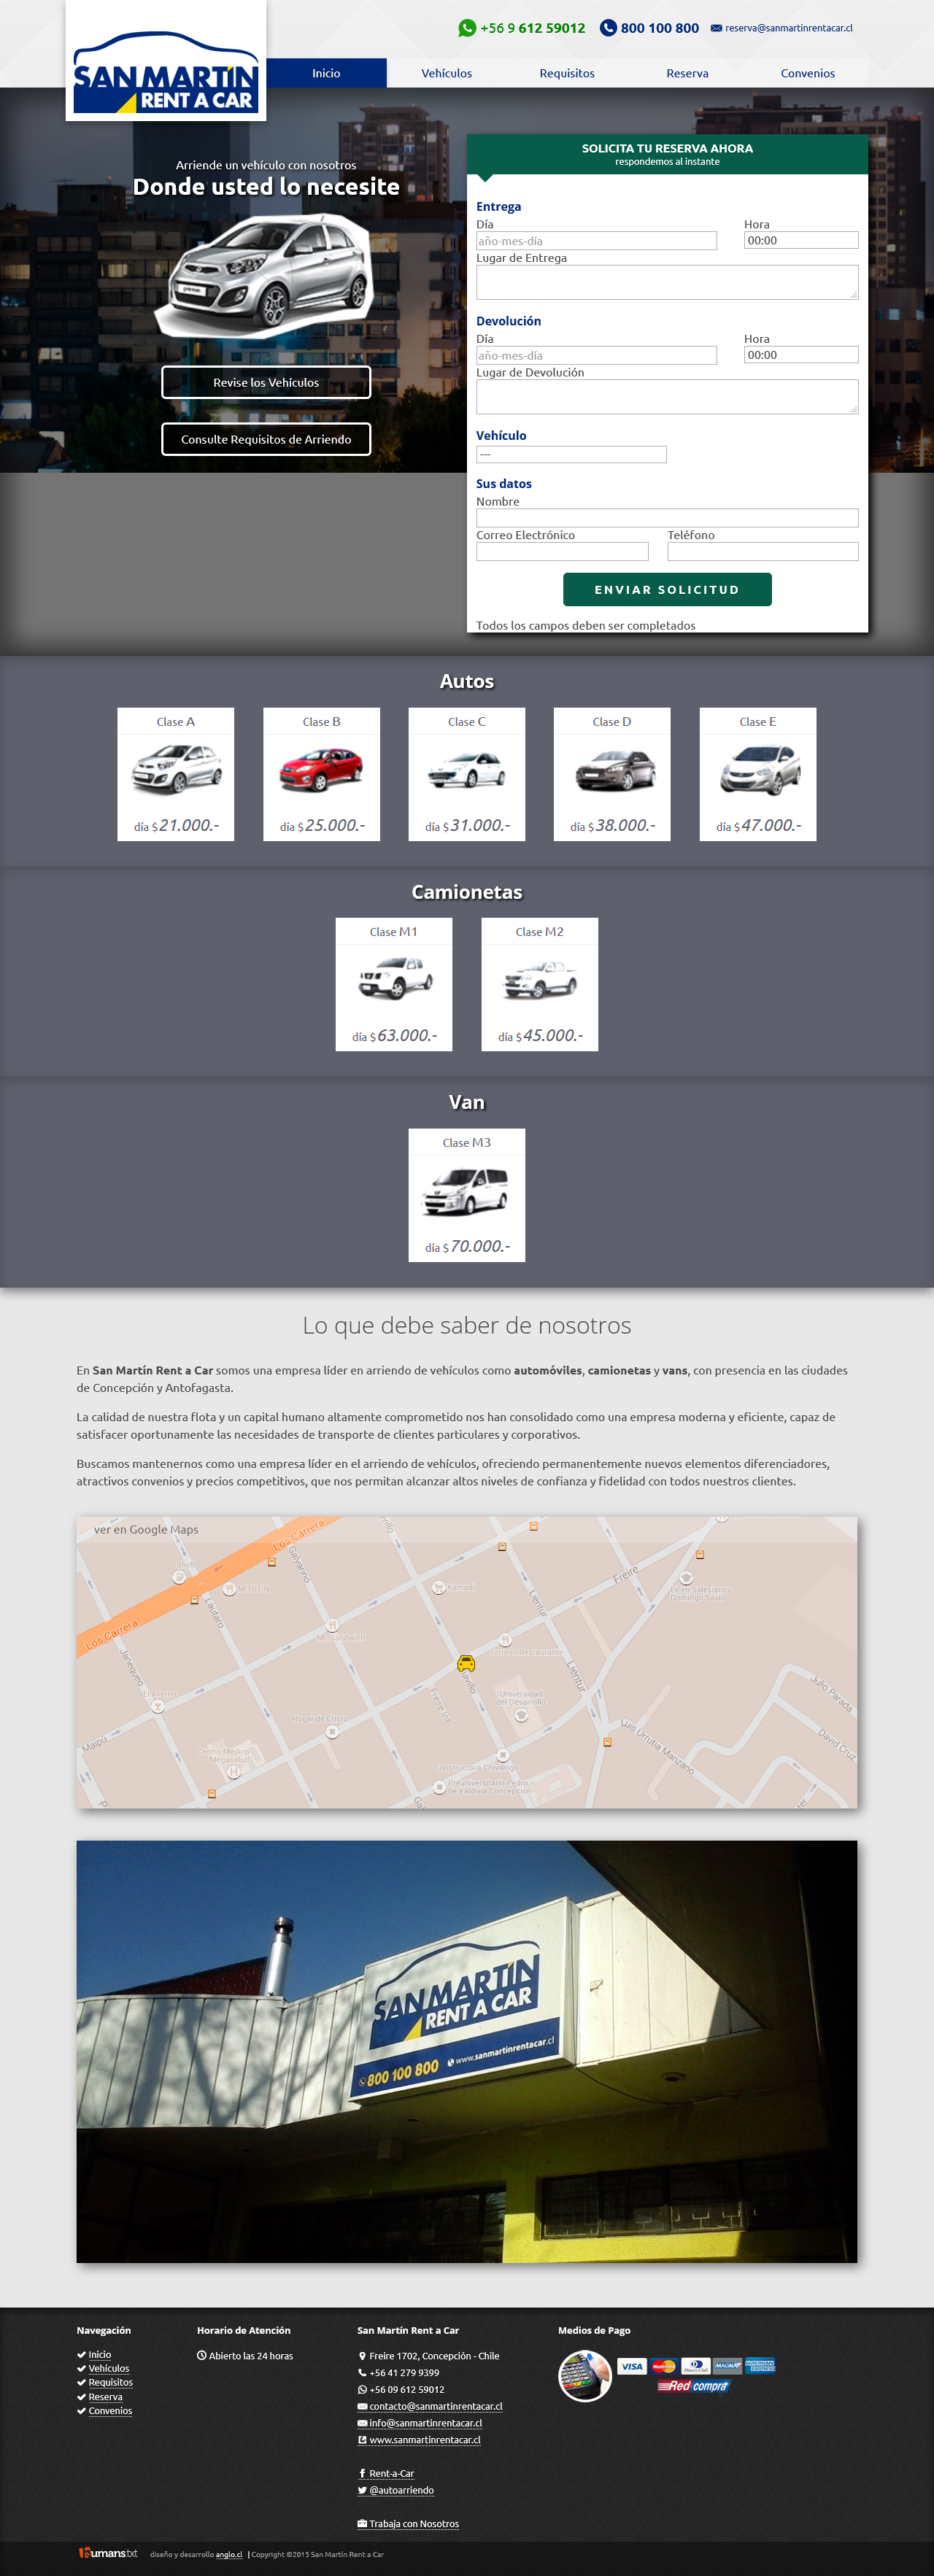 SAN MARTIN
RENT A CAR
+56 9 612 59012
800 100 800
reserva@sanmartinrentacar.cl
Inicio
Vehículos
Requisitos
Reserva
Convenios
Arriende un vehículo con nosotros
Donde usted lo necesite
Revise los Vehículos
Consulte Requisitos de Arriendo
SOLICITA TU RESERVA AHORA
respondemos al instante
Entrega
Día
Hora
año-mes-día
00:00
Lugar de Entrega
Devolución
Día
Hora
año-mes-día
00:00
Lugar de Devolución
Vehículo
---
Sus datos
Nombre
Correo Electrónico
Teléfono
ENVIAR SOLICITUD
Todos los campos deben ser completados
Autos
Clase A
día $21.000.-
Clase B
día $25.000.-
Clase C
día $31.000.-
Clase D
día $38.000.-
Clase E
día $47.000.-
Camionetas
Clase M1
día $63.000.-
Clase M2
día $45.000.-
Van
Clase M3
día $70.000.-
Lo que debe saber de nosotros
En San Martín Rent a Car somos una empresa líder en arriendo de vehículos como automóviles, camionetas y vans, con presencia en las ciudades
de Concepción y Antofagasta.
La calidad de nuestra flota y un capital humano altamente comprometido nos han consolidado como una empresa moderna y eficiente, capaz de
satisfacer oportunamente las necesidades de transporte de clientes particulares y corporativos.
Buscamos mantenernos como una empresa líder en el arriendo de vehículos, ofreciendo permanentemente nuevos elementos diferenciadores,
atractivos convenios y precios competitivos, que nos permitan alcanzar altos niveles de confianza y fidelidad con todos nuestros clientes.
ver en Google Maps
Los Carrera
Shell
MITOTIN
Galvarino
Kamadi
Freire
Liceo Salesianos
Domingo Savio
Los Carrera
Lautaro
Mr. Sandwich
Lientur
Torreón Restaurante
Janequeo
El Averno
Freire Int
Universidad
del Desarrollo
Lientur
Julio Parada
Hogar de Cristo
Luis Urrutia Manzano
David Cruz
Maipu
Centro Médico
Megasalud
Constructora Chivilingo
Preuniversitario Pedro
de Valdivia Concepción
SAN MARTIN
RENT A CAR
800 100 800
www.sanmartinrentacar.cl
Navegación
Inicio
Vehículos
Requisitos
Reserva
Convenios
Horario de Atención
Abierto las 24 horas
San Martín Rent a Car
Freire 1702, Concepción - Chile
+56 41 279 9399
+56 09 612 59012
contacto@sanmartinrentacar.cl
info@sanmartinrentacar.cl
www.sanmartinrentacar.cl
Rent-a-Car
@autoarriendo
Trabaja con Nosotros
Medios de Pago
VISA
MasterCard
Diners Club
MAGNA
AMERICAN EXPRESS
Red compra
humans.txt
diseño y desarrollo anglo.cl | Copyright ©2015 San Martín Rent a Car